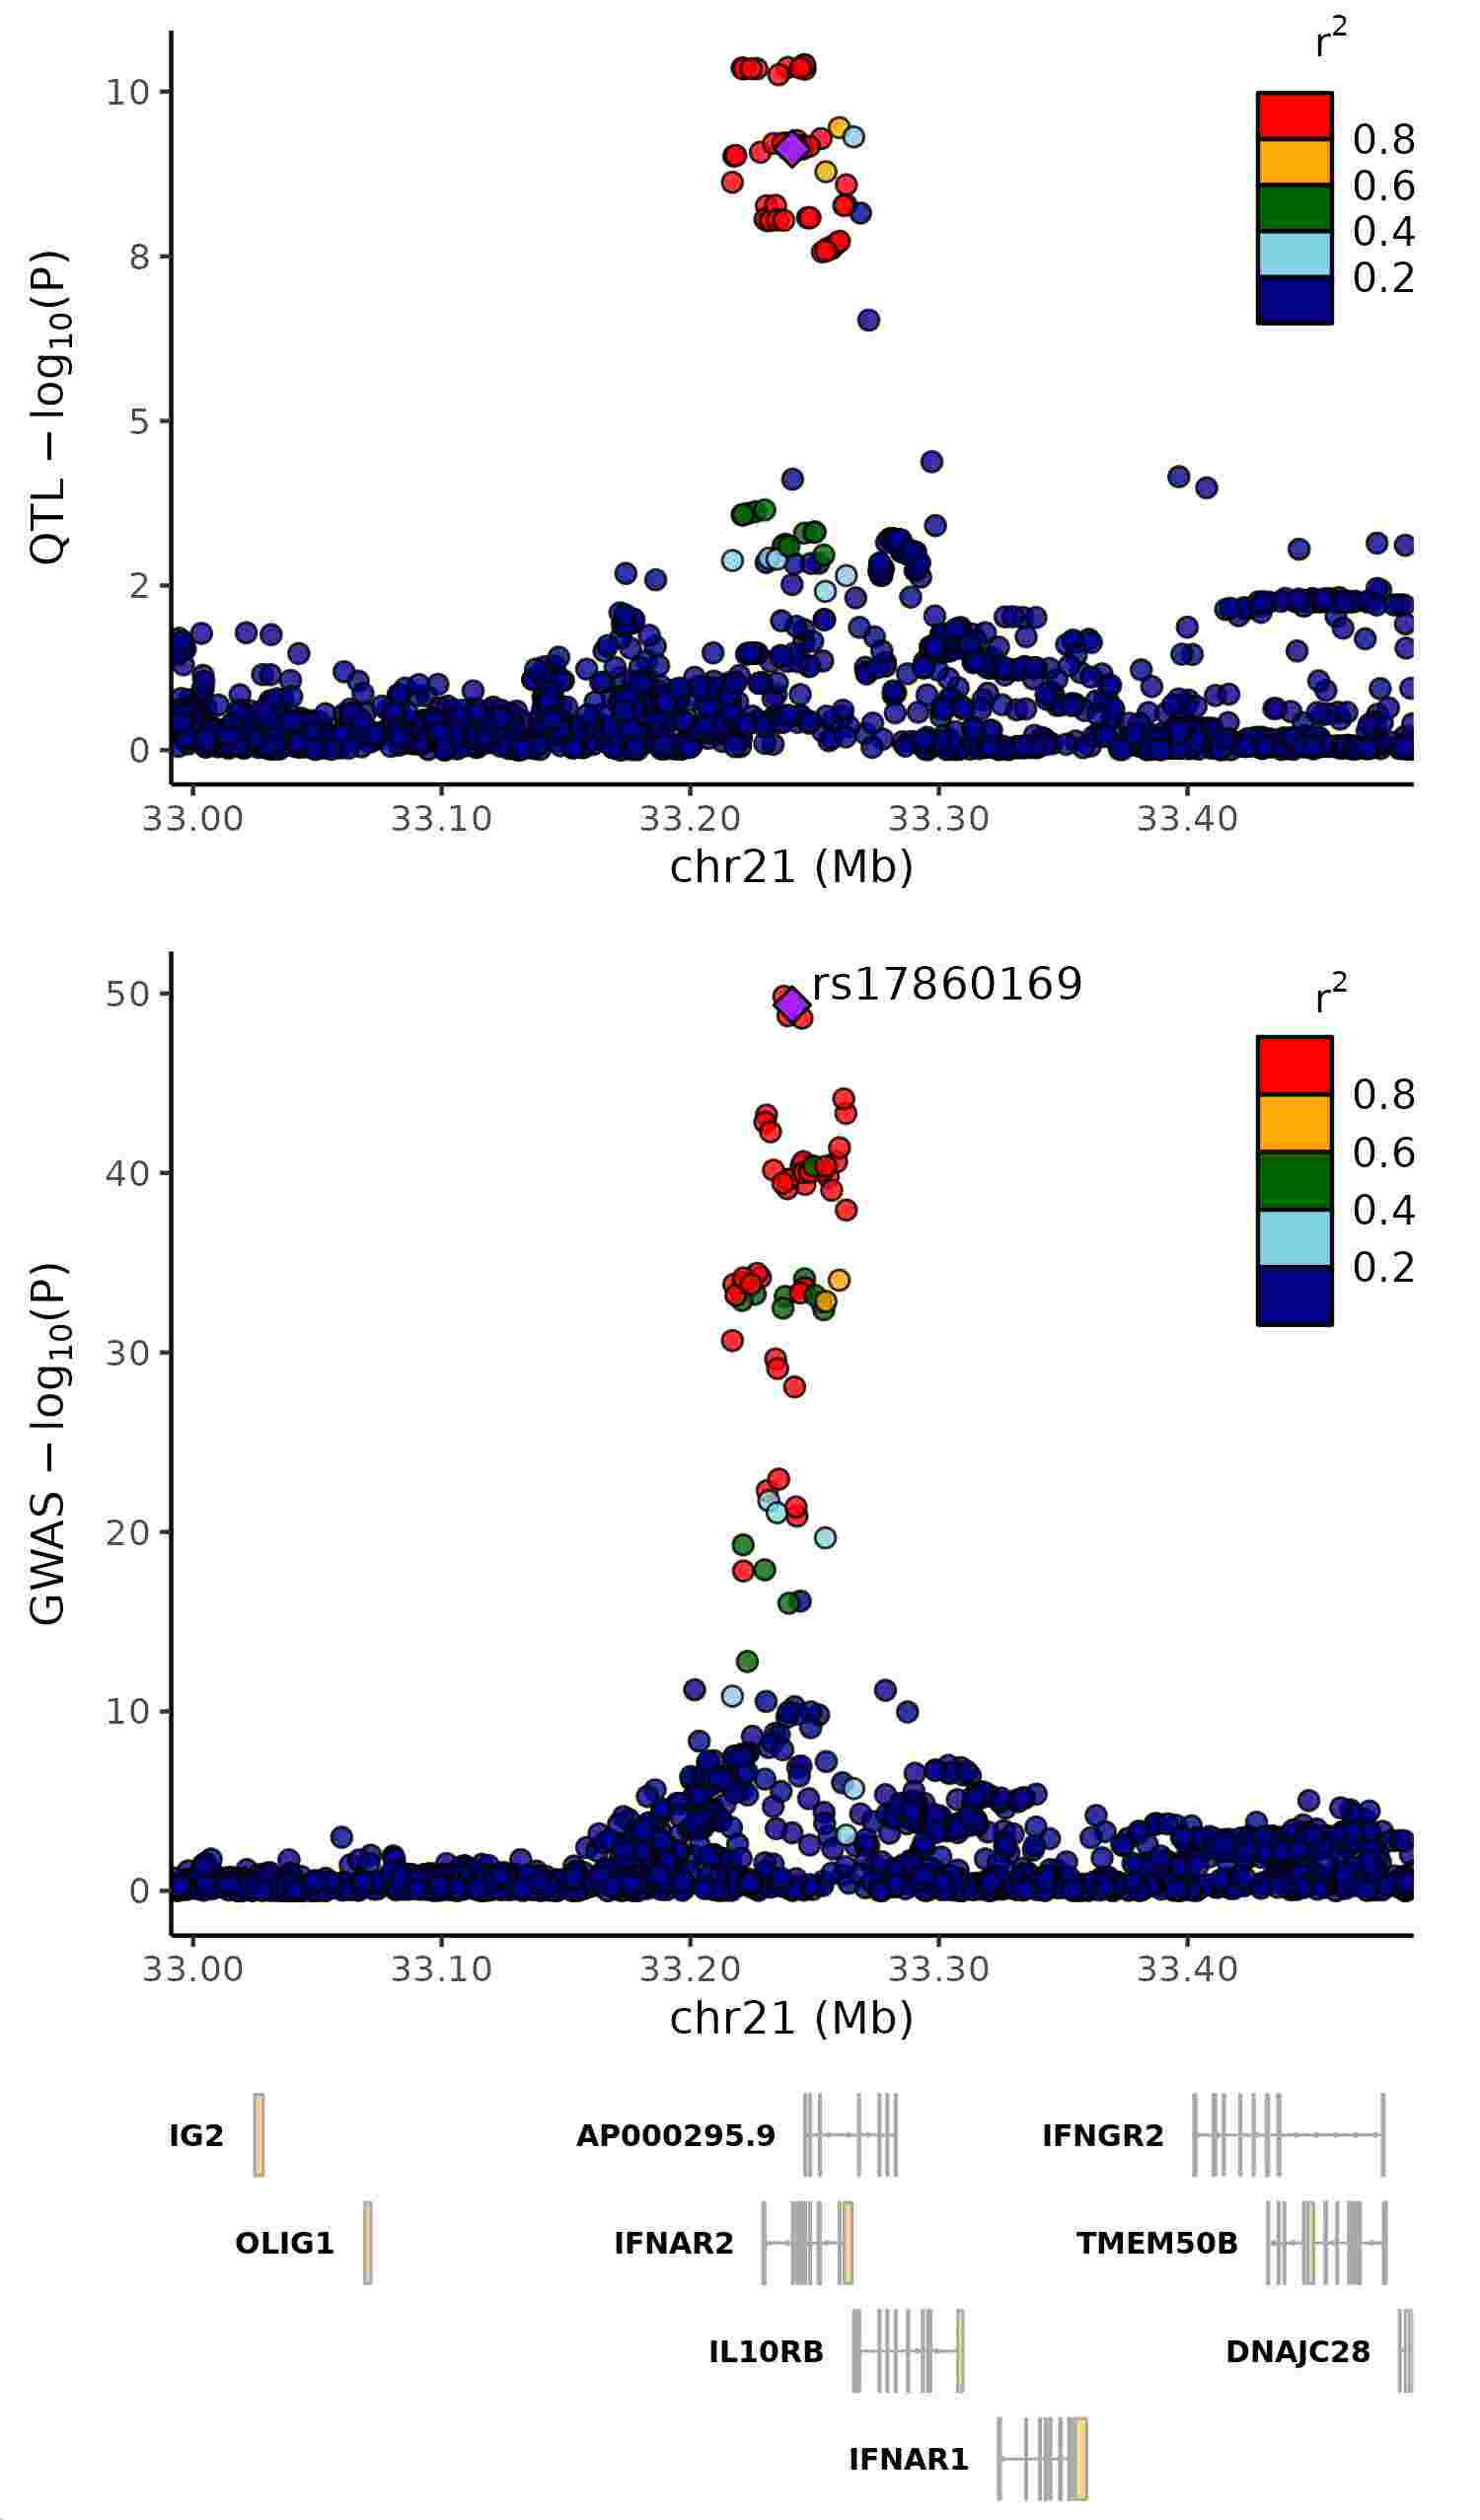 r2
10
8
5
2
0
QTL − log10(P)
0.8
0.6
0.4
0.2
33.00 33.10 33.20 33.30 33.40
chr21 (Mb)
rs17860169
r2
50
40
30
20
10
0
GWAS − log10(P)
0.8
0.6
0.4
0.2
33.00 33.10 33.20 33.30 33.40
chr21 (Mb)
IG2 AP000295.9 IFNGR2
OLIG1 IFNAR2 TMEM50B
IL10RB DNAJC28
IFNAR1